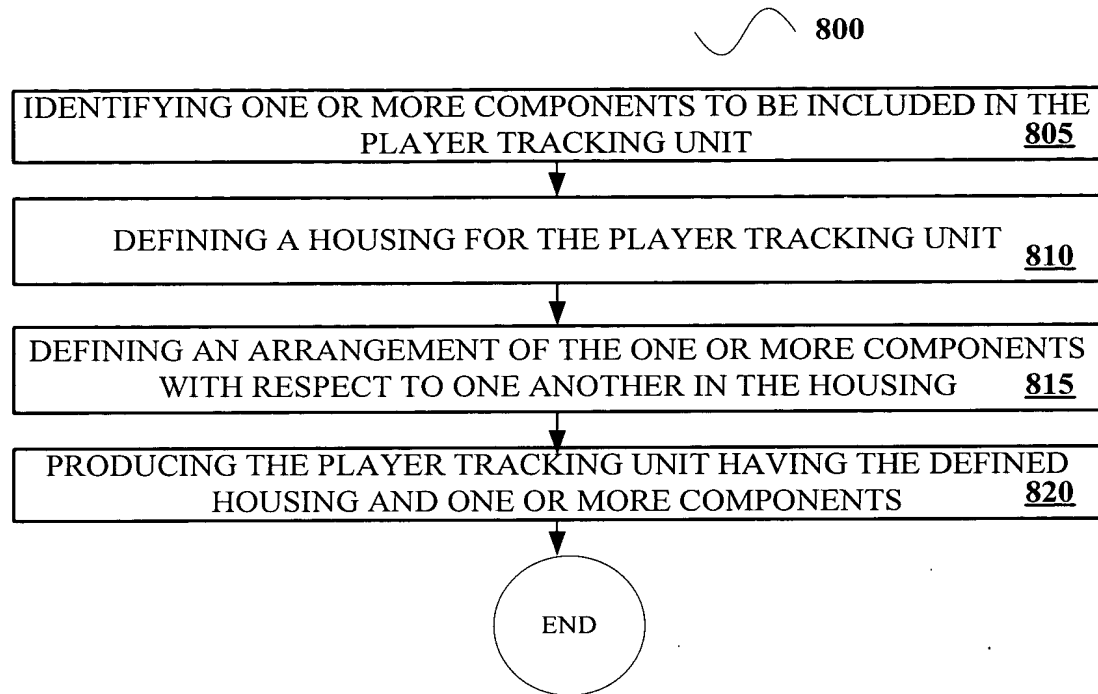 800
IDENTIFYING ONE OR MORE COMPONENTS TO BE INCLUDED IN THE
PLAYER TRACKING UNIT 805
DEFINING A HOUSING FOR THE PLAYER TRACKING UNIT 810
DEFINING AN ARRANGEMENT OF THE ONE OR MORE COMPONENTS
WITH RESPECT TO ONE ANOTHER IN THE HOUSING 815
PRODUCING THE PLAYER TRACKING UNIT HAVING THE DEFINED
HOUSING AND ONE OR MORE COMPONENTS 820
END